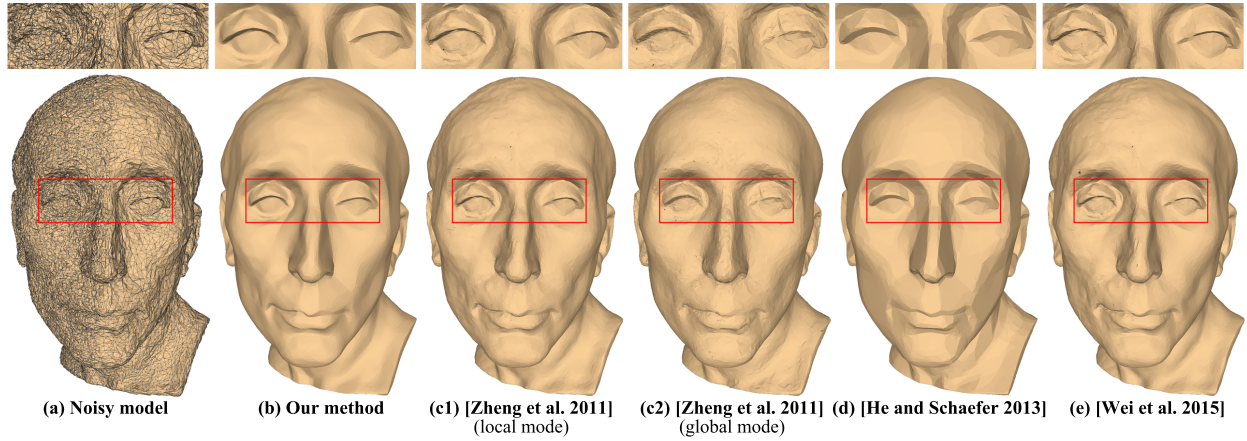 (a) Noisy model
(b) Our method
(c1) [Zheng et al. 2011]
(local mode)
(c2) [Zheng et al. 2011]
(global mode)
(d) [He and Schaefer 2013]
(e) [Wei et al. 2015]